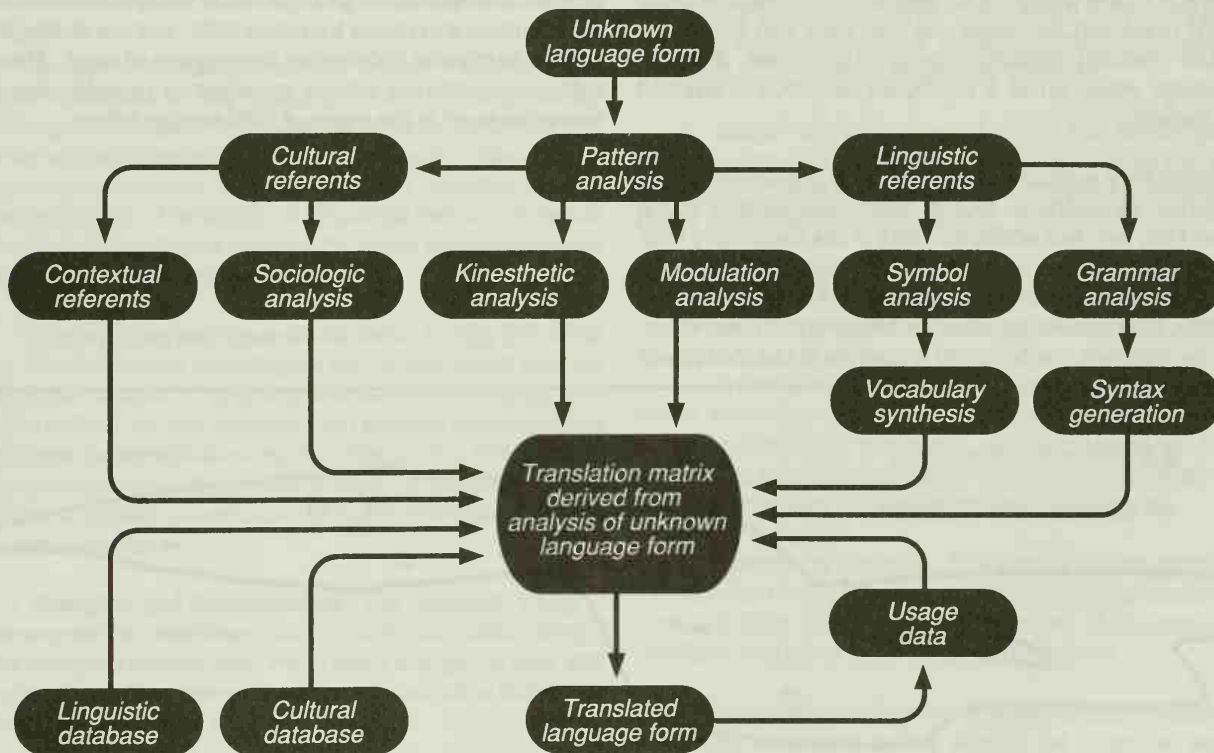 Unknown
language form
Cultural
referents
Pattern
analysis
Linguistic
referents
Contextual
referents
Sociologic
analysis
Kinesthetic
analysis
Modulation
analysis
Symbol
analysis
Grammar
analysis
Vocabulary
synthesis
Syntax
generation
Translation matrix
derived from
analysis of unknown
language form
Usage
data
Linguistic
database
Cultural
database
Translated
language form